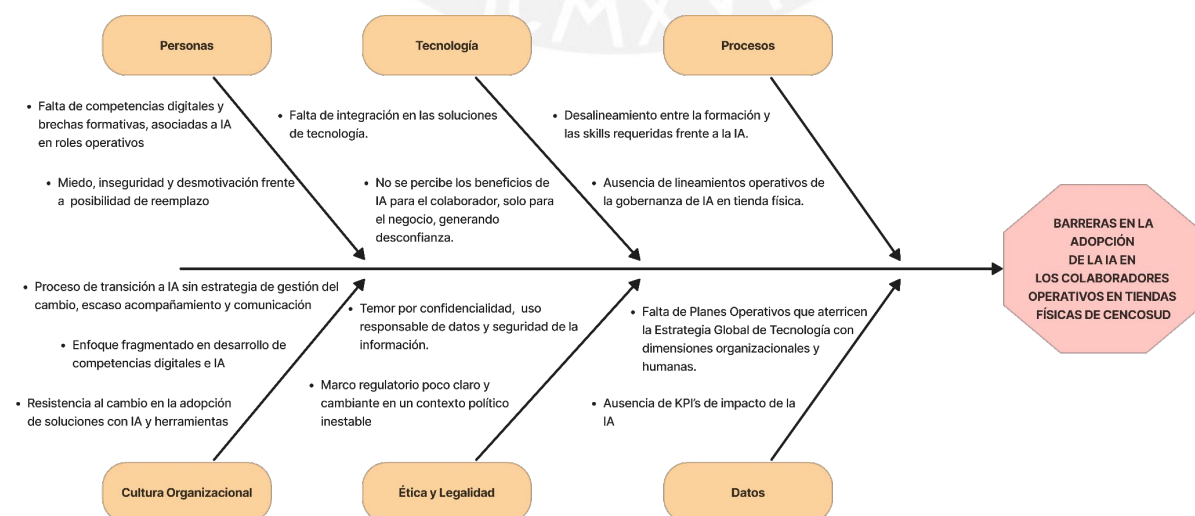 Personas
Tecnología
Procesos
• Falta de competencias digitales y
brechas formativas, asociadas a IA
en roles operativos
• Miedo, inseguridad y desmotivación frente
a posibilidad de reemplazo
• Falta de integración en las soluciones
de tecnología.
• No se percibe los beneficios de
IA para el colaborador, solo para
el negocio, generando
desconfianza.
• Desalineamiento entre la formación y
las skills requeridas frente a la IA.
• Ausencia de lineamientos operativos de
la gobernanza de IA en tienda física.
BARRERAS EN LA
ADOPCIÓN
DE LA IA EN
LOS COLABORADORES
OPERATIVOS EN TIENDAS
FÍSICAS DE CENCOSUD
• Proceso de transición a IA sin estrategia de gestión del
cambio, escaso acompañamiento y comunicación
• Enfoque fragmentado en desarrollo de
competencias digitales e IA
• Resistencia al cambio en la adopción
de soluciones con IA y herramientas
• Temor por confidencialidad, uso
responsable de datos y seguridad de la
información.
• Marco regulatorio poco claro y
cambiante en un contexto político
inestable
• Falta de Planes Operativos que aterricen
la Estrategia Global de Tecnología con
dimensiones organizacionales y
humanas.
• Ausencia de KPI's de impacto de la
IA
Cultura Organizacional
Ética y Legalidad
Datos